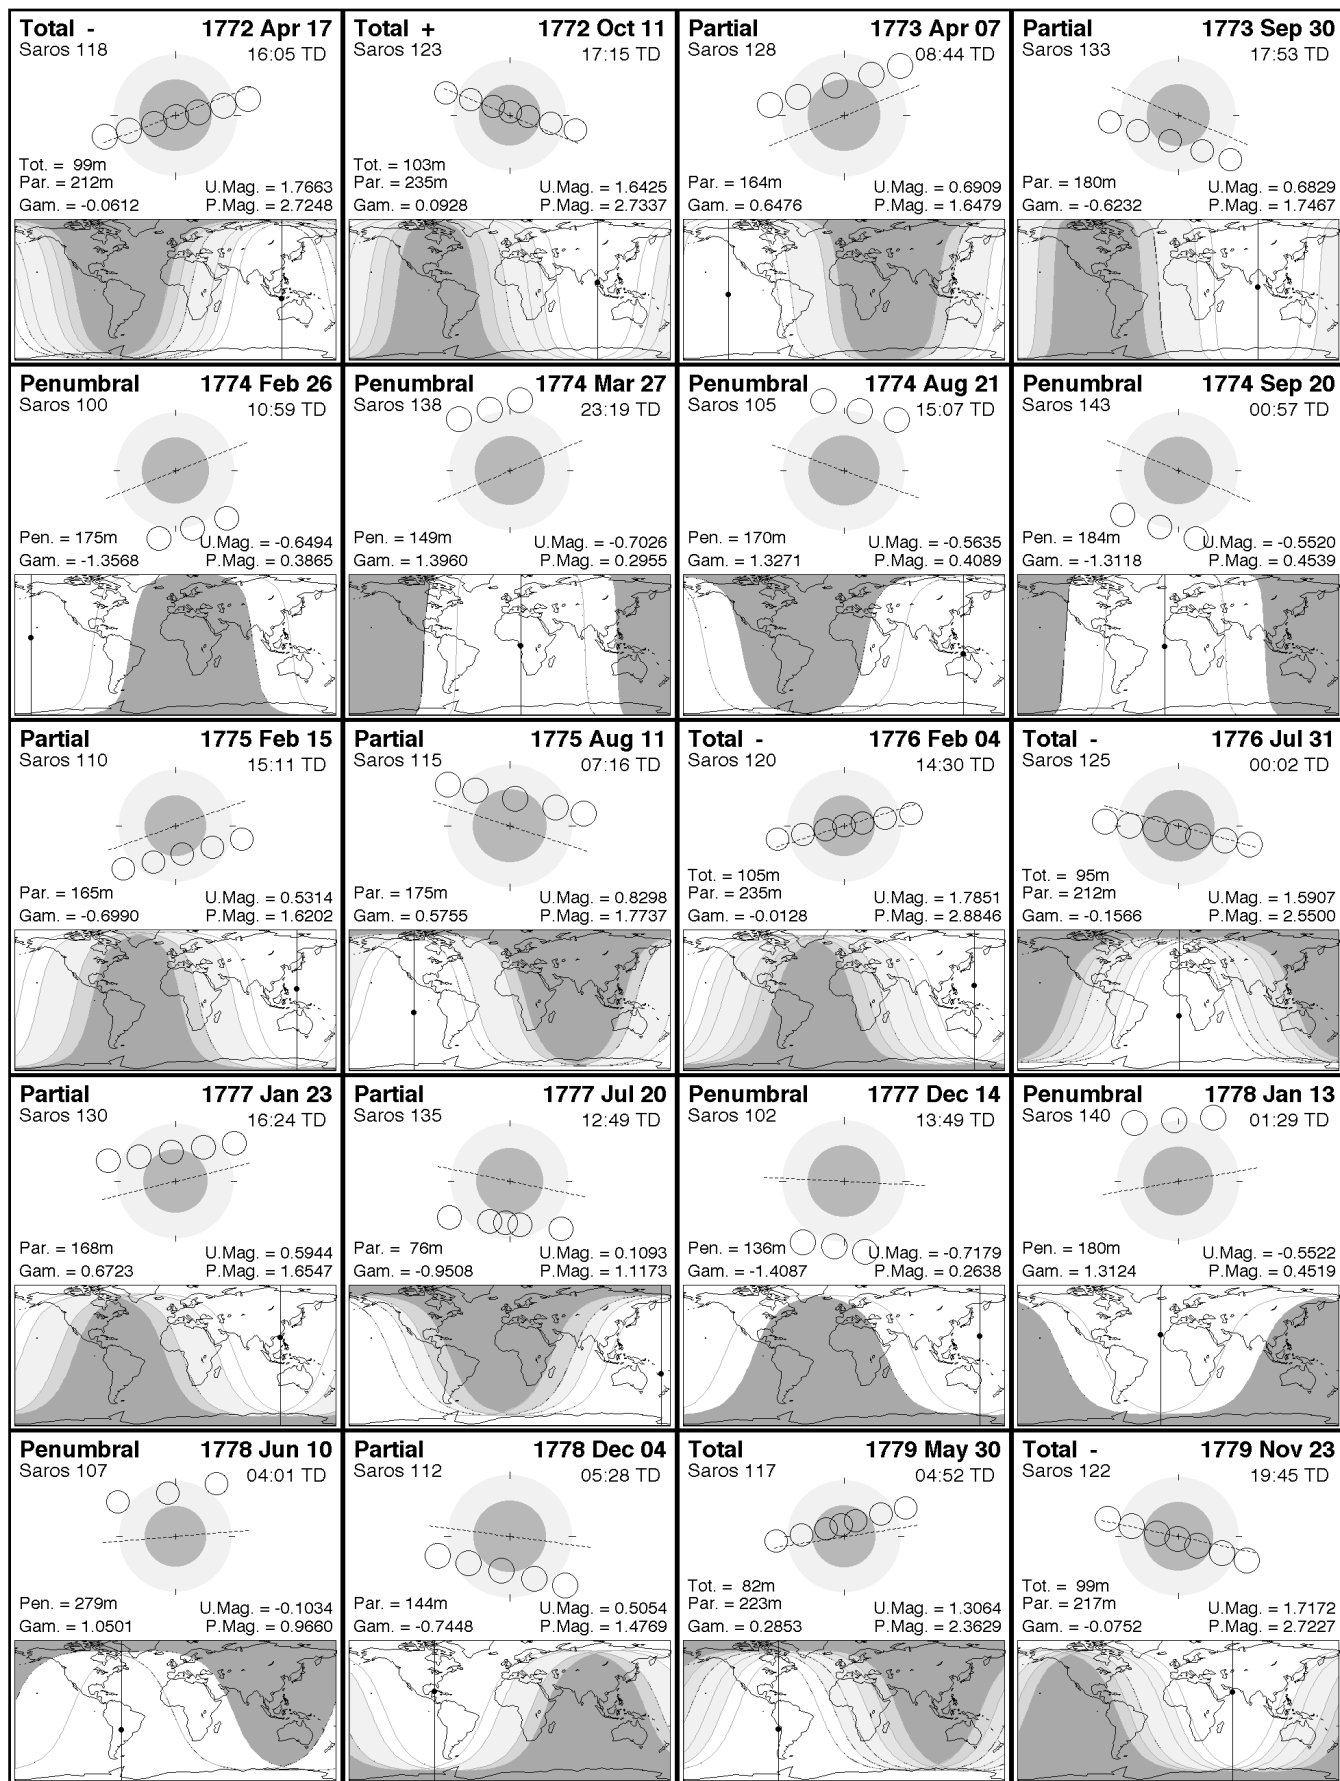 Total - 1772 Apr 17
Saros 118 16:05 TD
Tot. = 99m
Par. = 212m U.Mag. = 1.7663
Gam. = -0.0612 P.Mag. = 2.7248
Total + 1772 Oct 11
Saros 123 17:15 TD
Tot. = 103m
Par. = 235m U.Mag. = 1.6425
Gam. = 0.0928 P.Mag. = 2.7337
Partial 1773 Apr 07
Saros 128 08:44 TD
Par. = 164m U.Mag. = 0.6909
Gam. = 0.6476 P.Mag. = 1.6479
Partial 1773 Sep 30
Saros 133 17:53 TD
Par. = 180m U.Mag. = 0.6829
Gam. = -0.6232 P.Mag. = 1.7467
Penumbral 1774 Feb 26
Saros 100 10:59 TD
Pen. = 175m U.Mag. = -0.6494
Gam. = -1.3568 P.Mag. = 0.3865
Penumbral 1774 Mar 27
Saros 138 23:19 TD
Pen. = 149m U.Mag. = -0.7026
Gam. = 1.3960 P.Mag. = 0.2955
Penumbral 1774 Aug 21
Saros 105 15:07 TD
Pen. = 170m U.Mag. = -0.5635
Gam. = 1.3271 P.Mag. = 0.4089
Penumbral 1774 Sep 20
Saros 143 00:57 TD
Pen. = 184m U.Mag. = -0.5520
Gam. = -1.3118 P.Mag. = 0.4539
Partial 1775 Feb 15
Saros 110 15:11 TD
Par. = 165m U.Mag. = 0.5314
Gam. = -0.6990 P.Mag. = 1.6202
Partial 1775 Aug 11
Saros 115 07:16 TD
Par. = 175m U.Mag. = 0.8298
Gam. = 0.5755 P.Mag. = 1.7737
Total - 1776 Feb 04
Saros 120 14:30 TD
Tot. = 105m
Par. = 235m U.Mag. = 1.7851
Gam. = -0.0128 P.Mag. = 2.8846
Total - 1776 Jul 31
Saros 125 00:02 TD
Tot. = 95m
Par. = 212m U.Mag. = 1.5907
Gam. = -0.1566 P.Mag. = 2.5500
Partial 1777 Jan 23
Saros 130 16:24 TD
Par. = 168m U.Mag. = 0.5944
Gam. = 0.6723 P.Mag. = 1.6547
Partial 1777 Jul 20
Saros 135 12:49 TD
Par. = 76m U.Mag. = 0.1093
Gam. = -0.9508 P.Mag. = 1.1173
Penumbral 1777 Dec 14
Saros 102 13:49 TD
Pen. = 136m U.Mag. = -0.7179
Gam. = -1.4087 P.Mag. = 0.2638
Penumbral 1778 Jan 13
Saros 140 01:29 TD
Pen. = 180m U.Mag. = -0.5522
Gam. = 1.3124 P.Mag. = 0.4519
Penumbral 1778 Jun 10
Saros 107 04:01 TD
Pen. = 279m U.Mag. = -0.1034
Gam. = 1.0501 P.Mag. = 0.9660
Partial 1778 Dec 04
Saros 112 05:28 TD
Par. = 144m U.Mag. = 0.5054
Gam. = -0.7448 P.Mag. = 1.4769
Total 1779 May 30
Saros 117 04:52 TD
Tot. = 82m
Par. = 223m U.Mag. = 1.3064
Gam. = 0.2853 P.Mag. = 2.3629
Total - 1779 Nov 23
Saros 122 19:45 TD
Tot. = 99m
Par. = 217m U.Mag. = 1.7172
Gam. = -0.0752 P.Mag. = 2.7227